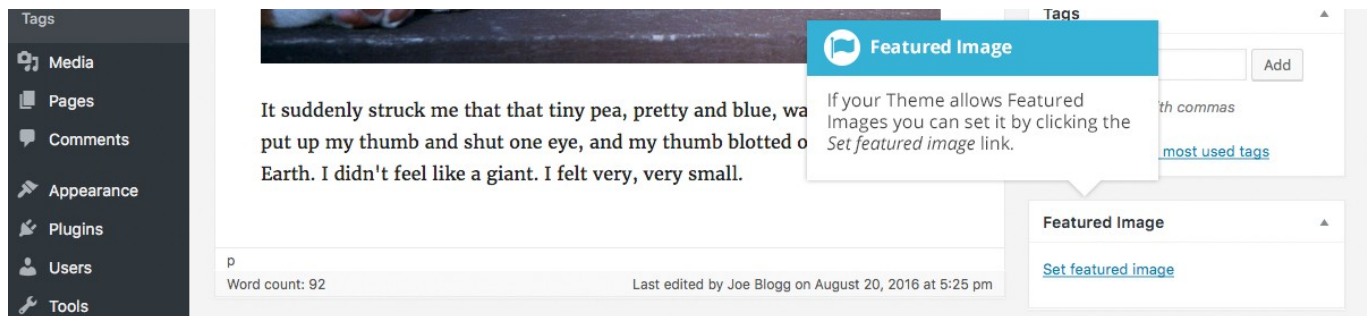 Tags
Media
Pages
Comments
Appearance
Plugins
Users
Tools
It suddenly struck me that that tiny pea, pretty and blue,
put up my thumb and shut one eye, and my thumb blotted
Earth. I didn't feel like a giant. I felt very, very small.
p
Word count: 92
Last edited by Joe Blogg on August 20, 2016 at 5:25 pm
Featured Image
If your Theme allows Featured
Images you can set it by clicking the
Set featured image link.
Tags
Add
commas
most used tags
Featured Image
Set featured image